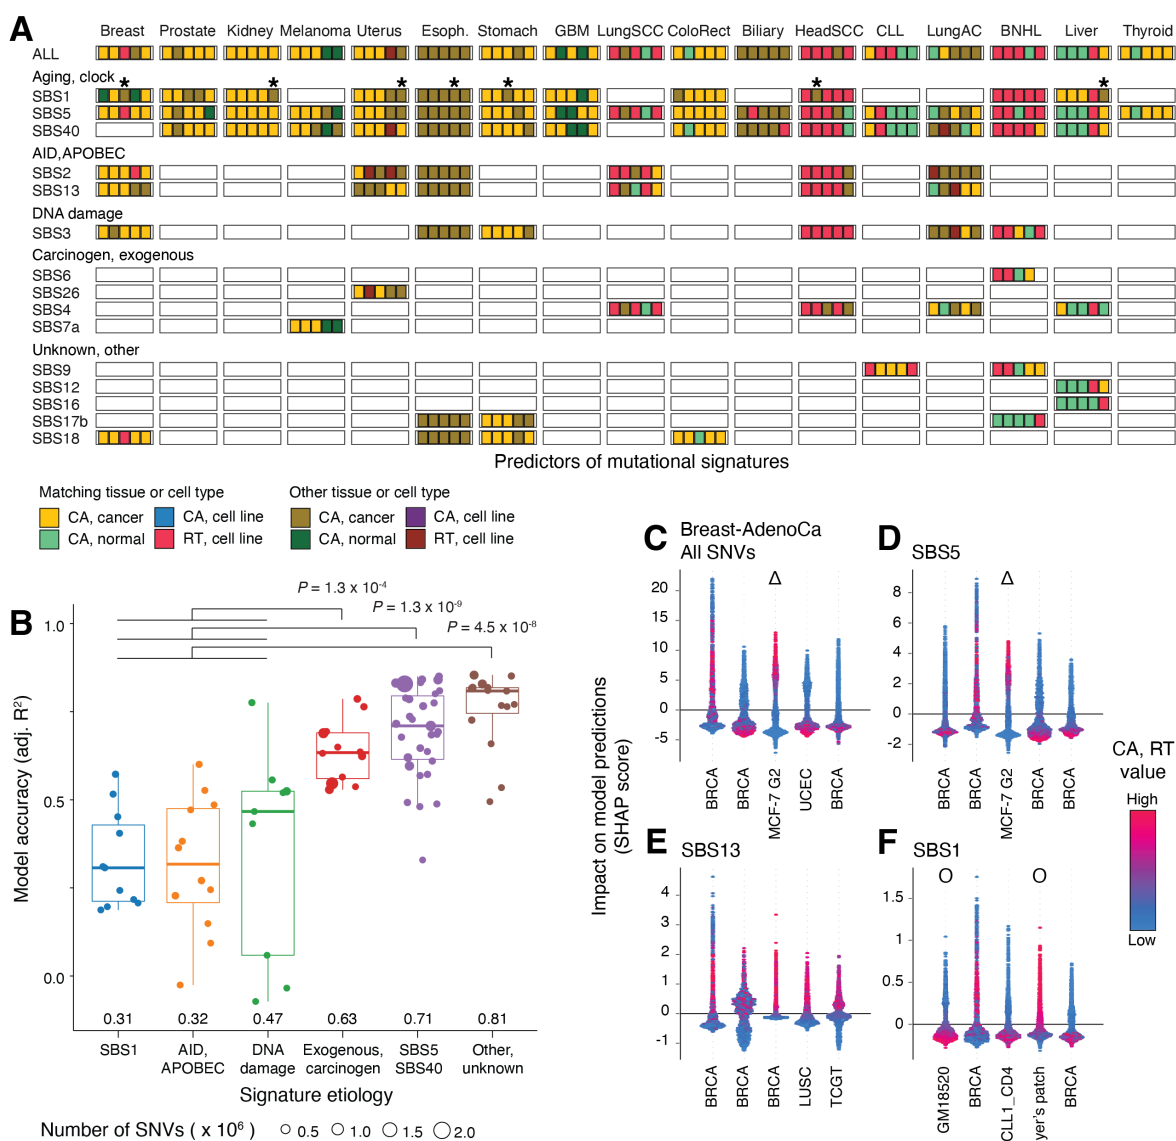 A
Breast Prostate Kidney Melanoma Uterus Esoph. Stomach GBM LungSCC ColoRect Biliary HeadSCC CLL LungAC BNHL Liver Thyroid
ALL
Aging, clock * * * * * * *
SBS1
SBS5
SBS40
AID,APOBEC
SBS2
SBS13
DNA damage
SBS3
Carcinogen, exogenous
SBS6
SBS26
SBS4
SBS7a
Unknown, other
SBS9
SBS12
SBS16
SBS17b
SBS18
Predictors of mutational signatures
Matching tissue or cell type
CA, cancer CA, cell line
CA, normal RT, cell line
Other tissue or cell type
CA, cancer CA, cell line
CA, normal RT, cell line
B
P = 1.3 x 10⁻⁴
P = 1.3 x 10⁻⁹
P = 4.5 x 10⁻⁸
Model accuracy (adj. R²)
1.0
0.5
0.0
0.31 0.32 0.47 0.63 0.71 0.81
SBS1 AID, DNA Exogenous, SBS5 Other,
APOBEC damage carcinogen SBS40 unknown
Signature etiology
Number of SNVs ( x 10⁶ ) 0.5 1.0 1.5 2.0
Impact on model predictions
(SHAP score)
C
Breast-AdenoCa
All SNVs
Δ
20
15
10
5
0
-5
BRCA BRCA MCF-7 G2 UCEC BRCA
D
SBS5
Δ
8
6
4
2
0
-2
BRCA BRCA MCF-7 G2 BRCA BRCA
E
SBS13
4
3
2
1
0
-1
BRCA BRCA BRCA LUSC TCGT
F
SBS1
O O
1.5
1
0.5
0
GM18520 BRCA CLL1_CD4 yer's patch BRCA
CA, RT
value
High
Low